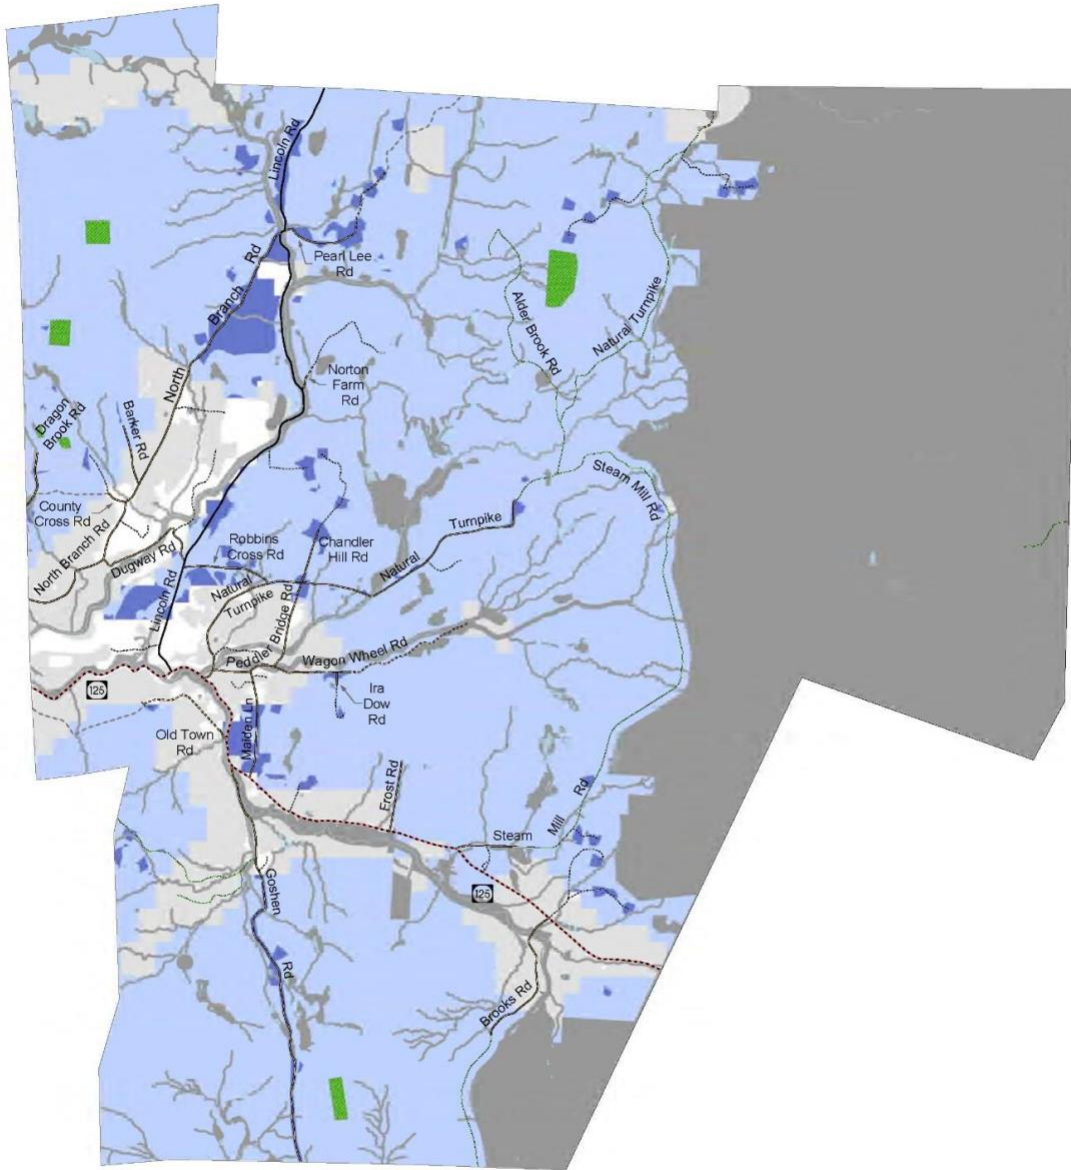 Lincoln Rd
Pearl Lee
Rd
Branch Rd
North
Alder Brook Rd
Natural Turnpike
Norton
Farm
Rd
Dragon
Brook Rd
Barker Rd
County
Cross Rd
North Branch Rd
Dugway Rd
Robbins
Cross Rd
Chandler
Hill Rd
Steam Mill Rd
Turnpike
Natural
Natural
Turnpike
Lincoln Rd
Peddler Bridge Rd
Wagon Wheel Rd
125
Ira
Dow
Rd
Maiden Ln
Old Town
Rd
Frost Rd
Steam
Mill
Rd
125
Goshen
Rd
Brooks Rd